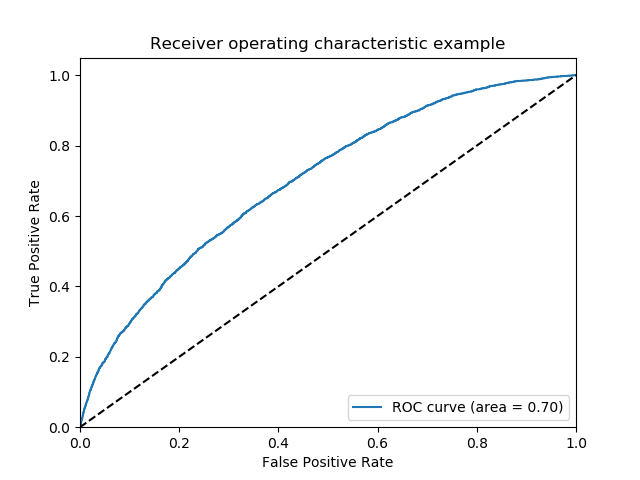 Receiver operating characteristic example
1.0
0.8
0.6
0.4
0.2
0.0
True Positive Rate
ROC curve (area = 0.70)
0.0 0.2 0.4 0.6 0.8 1.0
False Positive Rate